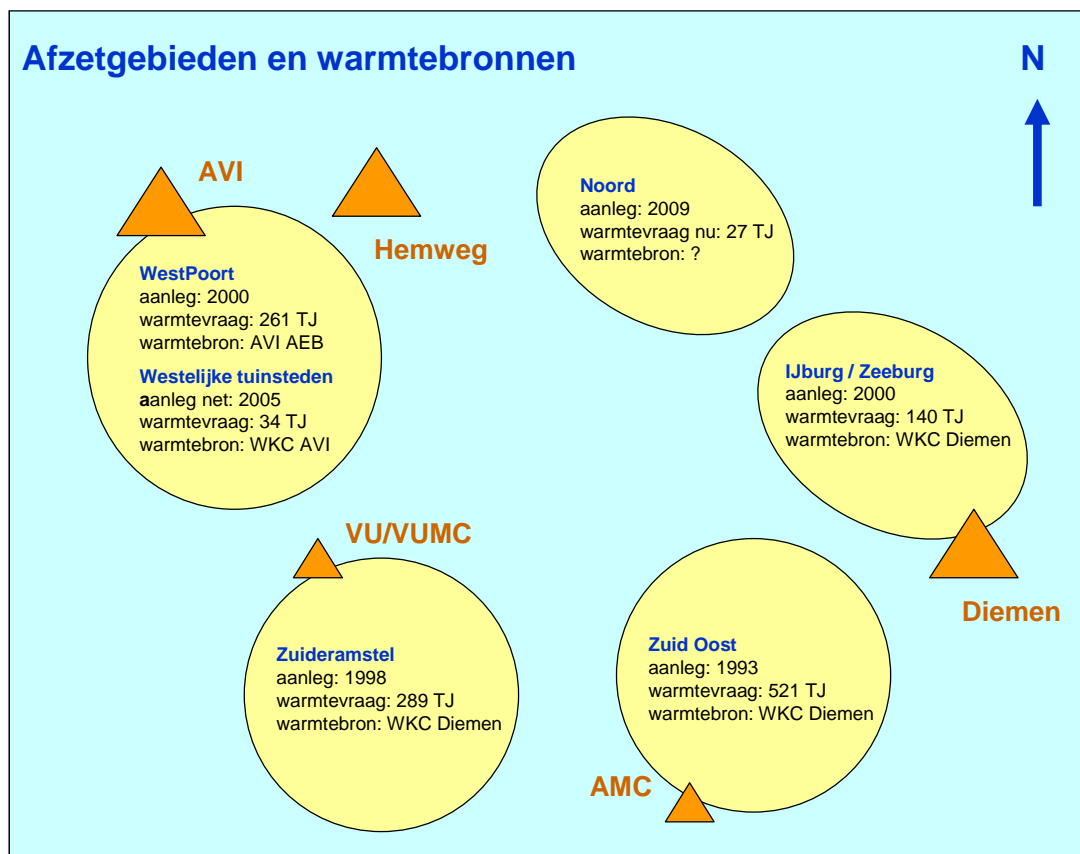 Afzetgebieden en warmtebronnen
N
AVI
Hemweg
Noord
aanleg: 2009
warmtevraag nu: 27 TJ
warmtebron: ?
WestPoort
aanleg: 2000
warmtevraag: 261 TJ
warmtebron: AVI AEB
Westelijke tuinsteden
aanleg net: 2005
warmtevraag: 34 TJ
warmtebron: WKC AVI
IJburg / Zeeburg
aanleg: 2000
warmtevraag: 140 TJ
warmtebron: WKC Diemen
VU/VUMC
Diemen
Zuideramstel
aanleg: 1998
warmtevraag: 289 TJ
warmtebron: WKC Diemen
Zuid Oost
aanleg: 1993
warmtevraag: 521 TJ
warmtebron: WKC Diemen
AMC